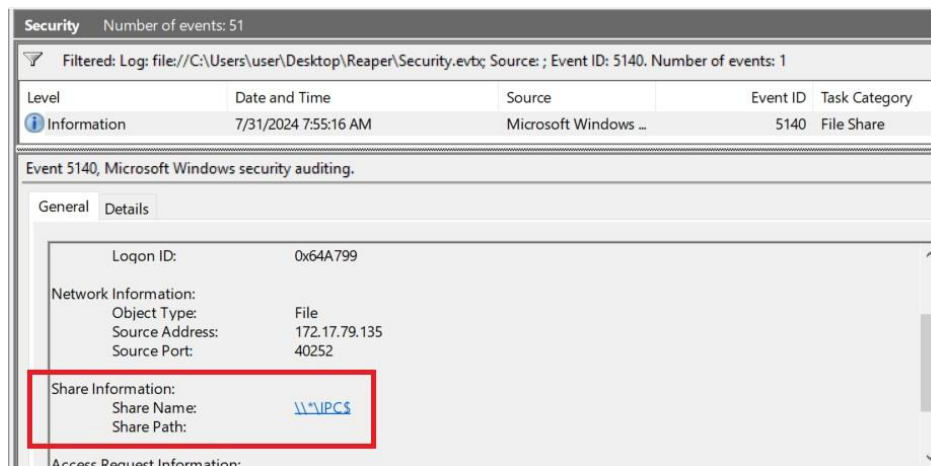 Security Number of events: 51
Filtered: Log: file://C:\Users\user\Desktop\Reaper\Security.evtx; Source: ; Event ID: 5140. Number of events: 1
Level Date and Time Source Event ID Task Category
Information 7/31/2024 7:55:16 AM Microsoft Windows ... 5140 File Share
Event 5140, Microsoft Windows security auditing.
General Details
Logon ID: 0x64A799
Network Information:
Object Type: File
Source Address: 172.17.79.135
Source Port: 40252
Share Information:
Share Name: \\*\IPC$
Share Path:
Access Request Information: